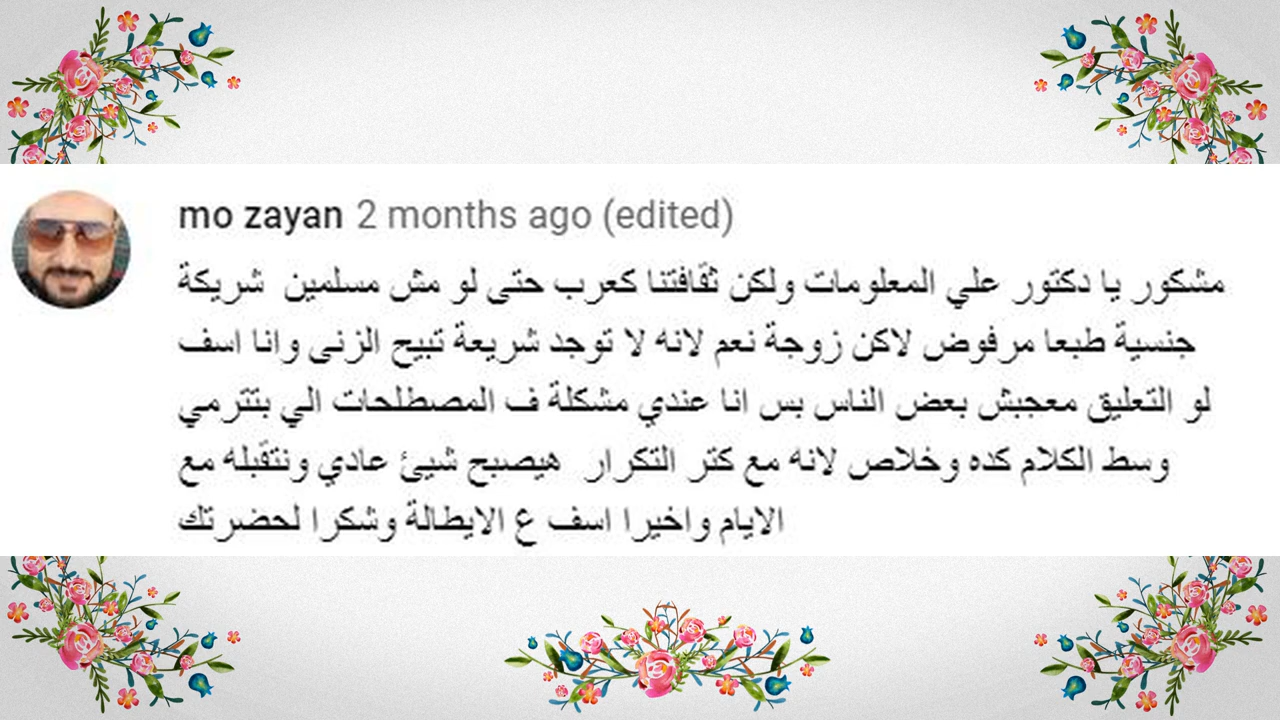 mo zayan 2 months ago (edited)
مشكور يا دكتور علي المعلومات ولكن ثقافتنا كعرب حتى لو مش مسلمين شريكة
جنسية طبعا مرفوض لاكن زوجة نعم لانه لا توجد شريعة تبيح الزنى وانا اسف
لو التعليق معجبش بعض الناس بس انا عندي مشكلة ف المصطلحات الي بتترمي
وسط الكلام كده وخلاص لانه مع كتر التكرار هيصبح شيئ عادي ونتقبله مع
الايام واخيرا اسف ع الايطالة وشكرا لحضرتك